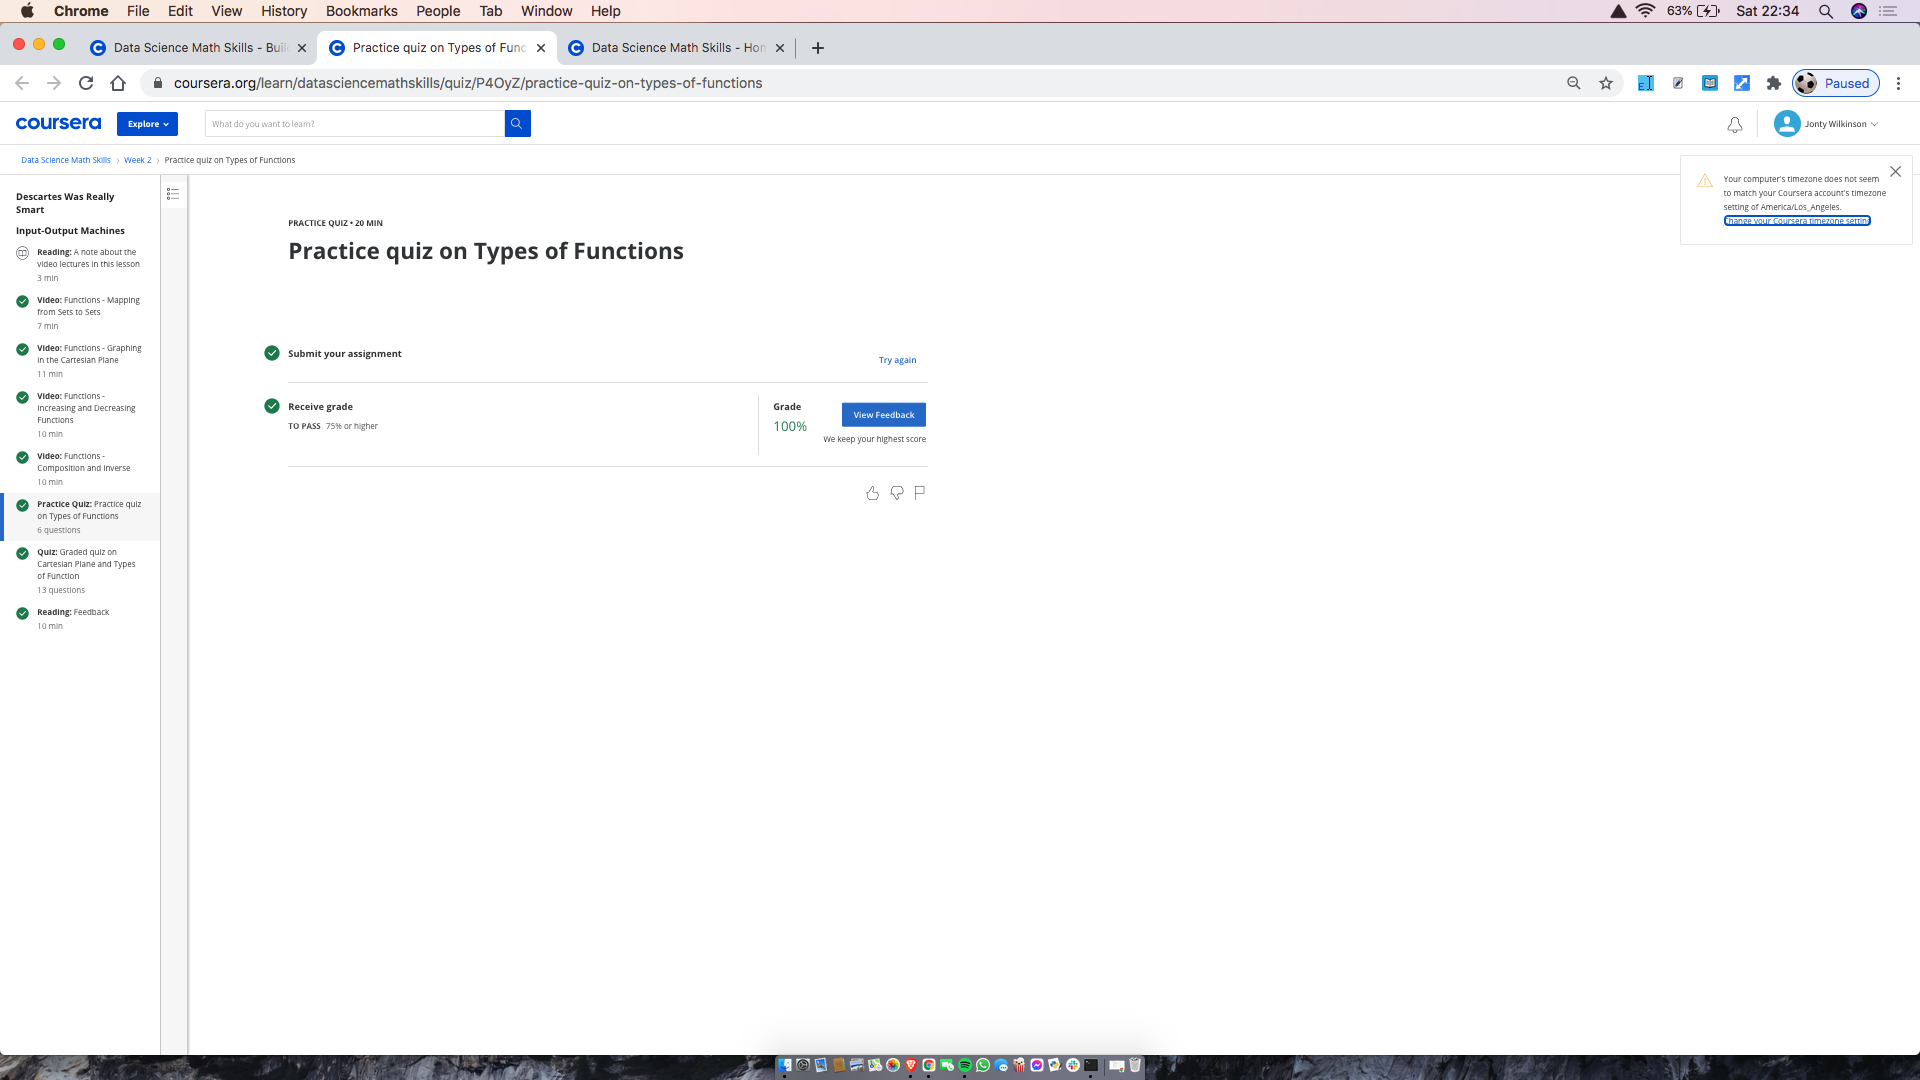 Chrome File Edit View History Bookmarks People Tab Window Help
63% Sat 22:34
Data Science Math Skills - Buil
Practice quiz on Types of Func
Data Science Math Skills - Hom
coursera.org/learn/datasciencemathskills/quiz/P4OyZ/practice-quiz-on-types-of-functions
Paused
coursera
Explore
What do you want to learn?
Jonty Wilkinson
Data Science Math Skills › Week 2 › Practice quiz on Types of Functions
Your computer's timezone does not seem
to match your Coursera account's timezone
setting of America/Los_Angeles.
Change your Coursera timezone setting
Descartes Was Really
Smart
Input-Output Machines
Reading: A note about the
video lectures in this lesson
3 min
Video: Functions - Mapping
from Sets to Sets
7 min
Video: Functions - Graphing
in the Cartesian Plane
11 min
Video: Functions -
Increasing and Decreasing
Functions
10 min
Video: Functions -
Composition and Inverse
10 min
Practice Quiz: Practice quiz
on Types of Functions
6 questions
Quiz: Graded quiz on
Cartesian Plane and Types
of Function
13 questions
Reading: Feedback
10 min
PRACTICE QUIZ • 20 MIN
Practice quiz on Types of Functions
Submit your assignment
Try again
Receive grade
TO PASS 75% or higher
Grade
100%
View Feedback
We keep your highest score